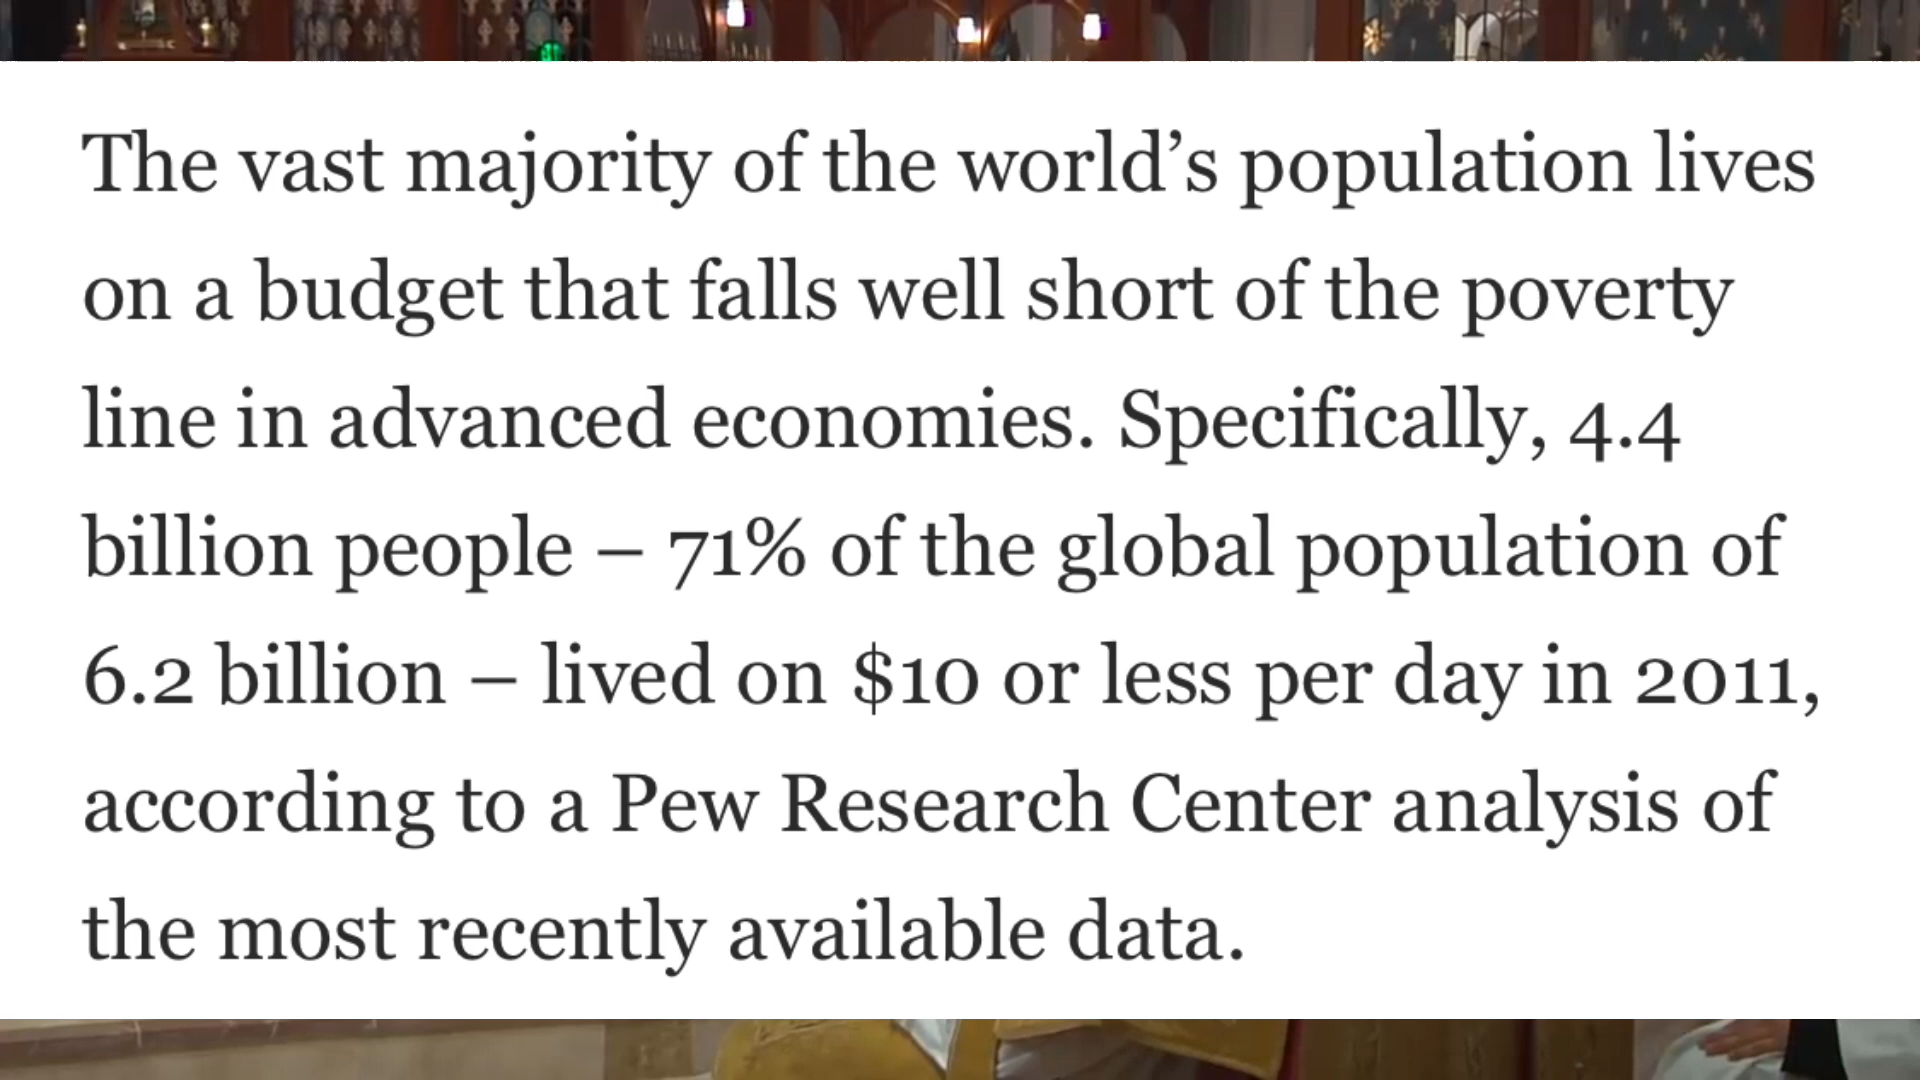 The vast majority of the world’s population lives
on a budget that falls well short of the poverty
line in advanced economies. Specifically, 4.4
billion people – 71% of the global population of
6.2 billion – lived on $10 or less per day in 2011,
according to a Pew Research Center analysis of
the most recently available data.